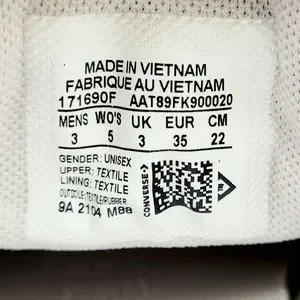 MADE IN VIETNAM
FABRIQUE AU VIETNAM
171690F AAT89FK900020
MENS WO'S UK EUR CM
3 5 3 35 22
GENDER: UNISEX
UPPER: TEXTILE
LINING: TEXTILE
OUTSOLE: TEXTILE/RUBBER
9A 2104 M88
CONVERSE